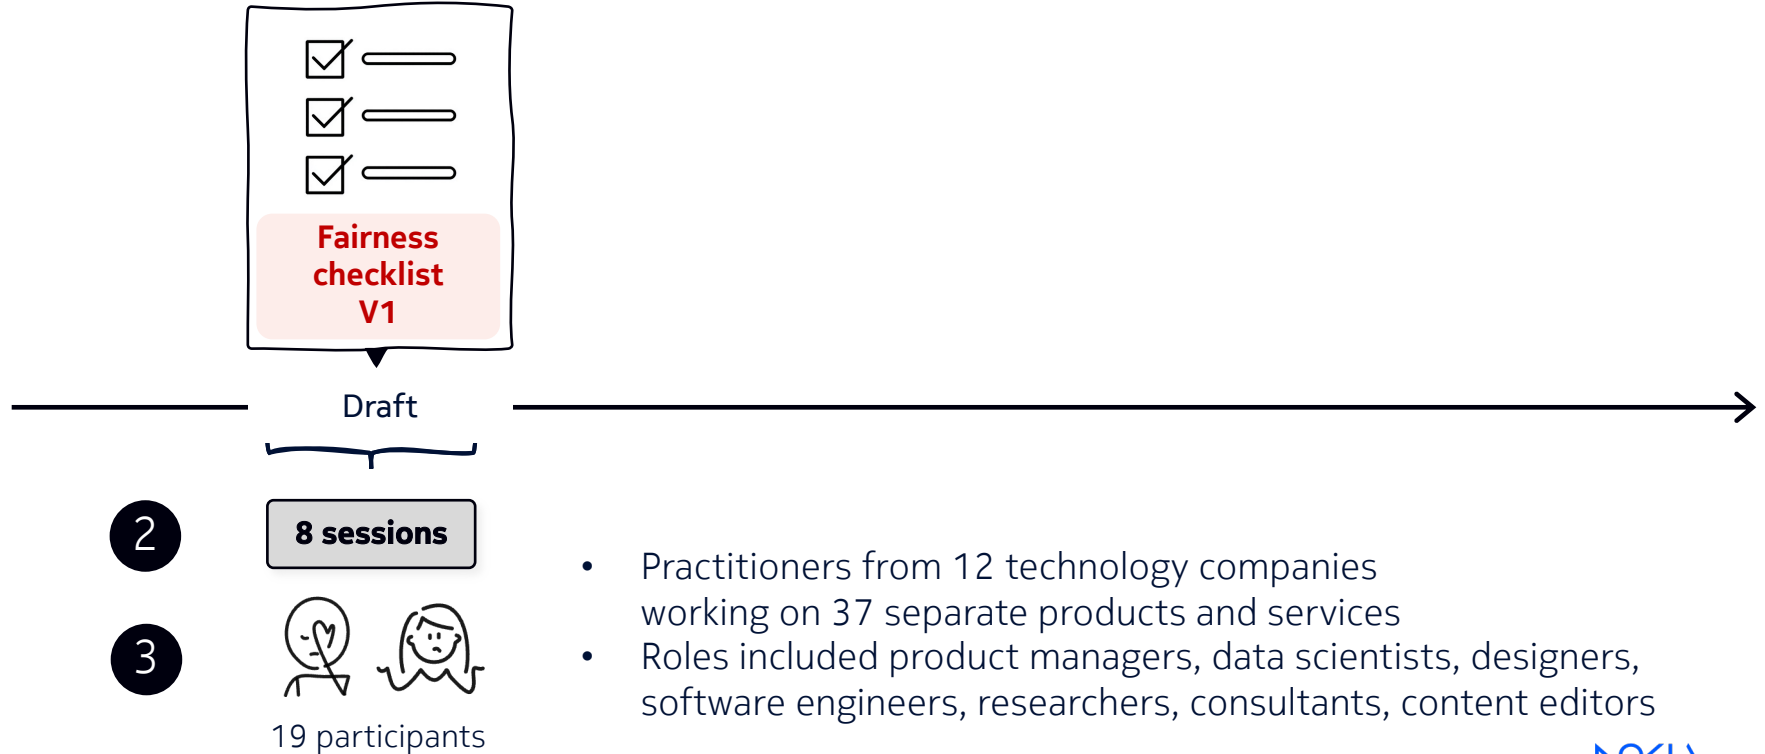 Fairness
checklist
V1
Draft
2
8 sessions
3
19 participants
• Practitioners from 12 technology companies
working on 37 separate products and services
• Roles included product managers, data scientists, designers,
software engineers, researchers, consultants, content editors